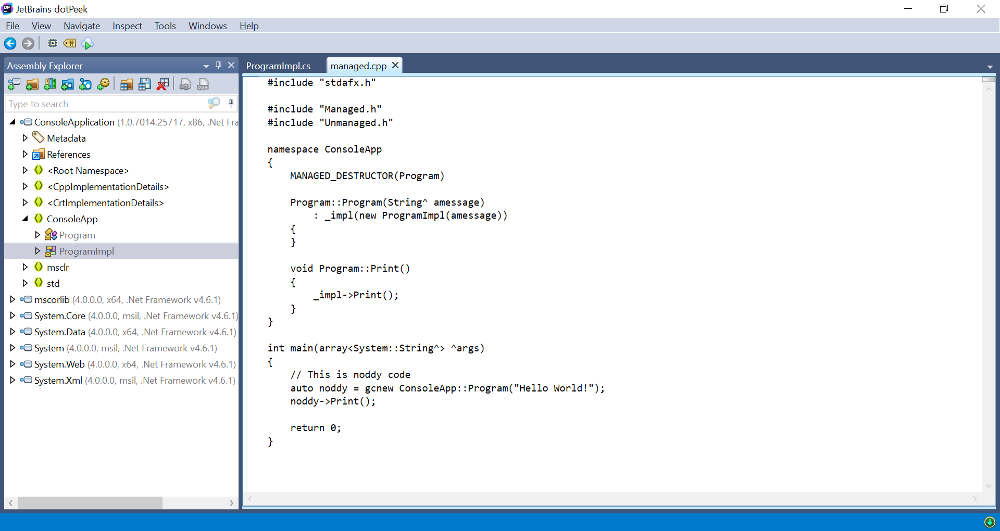 JetBrains dotPeek
File View Navigate Inspect Tools Windows Help
Assembly Explorer
Type to search
ConsoleApplication (1.0.7014.25717, x86, .Net Fra
Metadata
References
<Root Namespace>
<CppImplementationDetails>
<CrtImplementationDetails>
ConsoleApp
Program
ProgramImpl
msclr
std
mscorlib (4.0.0.0, x64, .Net Framework v4.6.1)
System.Core (4.0.0.0, msil, .Net Framework v4.6.1)
System.Data (4.0.0.0, x64, .Net Framework v4.6.1)
System (4.0.0.0, msil, .Net Framework v4.6.1)
System.Web (4.0.0.0, x64, .Net Framework v4.6.1)
System.Xml (4.0.0.0, msil, .Net Framework v4.6.1)
ProgramImpl.cs managed.cpp
#include "stdafx.h"
#include "Managed.h"
#include "Unmanaged.h"
namespace ConsoleApp
{
    MANAGED_DESTRUCTOR(Program)
    Program::Program(String^ amessage)
        : _impl(new ProgramImpl(amessage))
    {
    }
    void Program::Print()
    {
        _impl->Print();
    }
}
int main(array<System::String^> ^args)
{
    // This is noddy code
    auto noddy = gcnew ConsoleApp::Program("Hello World!");
    noddy->Print();
    return 0;
}